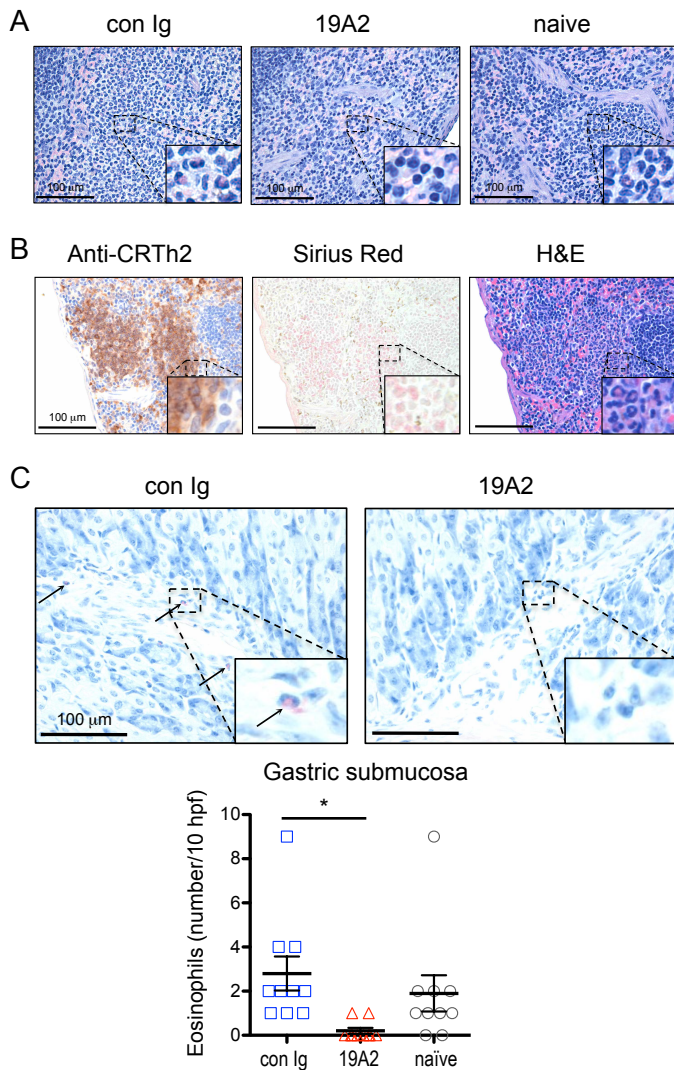 A
con Ig
19A2
naive
100 μm
100 μm
100 μm
B
Anti-CRTh2
Sirius Red
H&E
100 μm
C
con Ig
19A2
100 μm
Gastric submucosa
Eosinophils (number/10 hpf)
10
8
6
4
2
0
*
con Ig
19A2
naïve